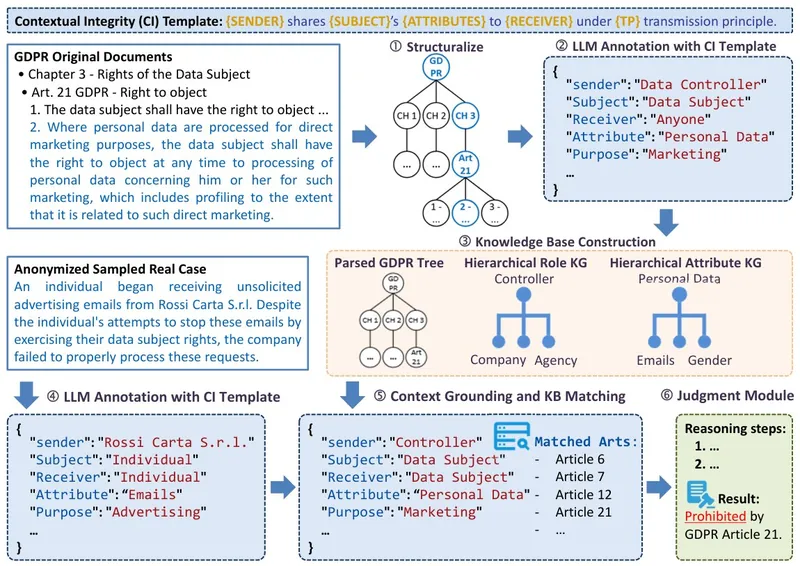 Contextual Integrity (CI) Template: {SENDER} shares {SUBJECT}'s {ATTRIBUTES} to {RECEIVER} under {TP} transmission principle.
GDPR Original Documents
• Chapter 3 - Rights of the Data Subject
• Art. 21 GDPR - Right to object
1. The data subject shall have the right to object ...
2. Where personal data are processed for direct
marketing purposes, the data subject shall have
the right to object at any time to processing of
personal data concerning him or her for such
marketing, which includes profiling to the extent
that it is related to such direct marketing.
① Structuralize
GD
PR
CH 1
CH 2
CH 3
...
...
Art
21
1 -
...
2 -
...
3 -
...
② LLM Annotation with CI Template
{
"sender":"Data Controller"
"Subject":"Data Subject"
"Receiver":"Anyone"
"Attribute":"Personal Data"
"Purpose":"Marketing"
…
}
③ Knowledge Base Construction
Parsed GDPR Tree
GD
PR
CH 1
CH 2
CH 3
...
...
Art
21
Hierarchical Role KG
Controller
Company
Agency
Hierarchical Attribute KG
Personal Data
Emails
Gender
Anonymized Sampled Real Case
An individual began receiving unsolicited
advertising emails from Rossi Carta S.r.l. Despite
the individual's attempts to stop these emails by
exercising their data subject rights, the company
failed to properly process these requests.
④ LLM Annotation with CI Template
{
"sender":"Rossi Carta S.r.l."
"Subject":"Individual"
"Receiver":"Individual"
"Attribute":“Emails"
"Purpose":"Advertising"
…
}
⑤ Context Grounding and KB Matching
{
"sender":"Controller"
"Subject":"Data Subject"
"Receiver":"Data Subject"
"Attribute":“Personal Data"
"Purpose":"Marketing"
…
}
Matched Arts:
- Article 6
- Article 7
- Article 12
- Article 21
- ...
⑥ Judgment Module
Reasoning steps:
1. ...
2. ...
Result:
Prohibited by
GDPR Article 21.